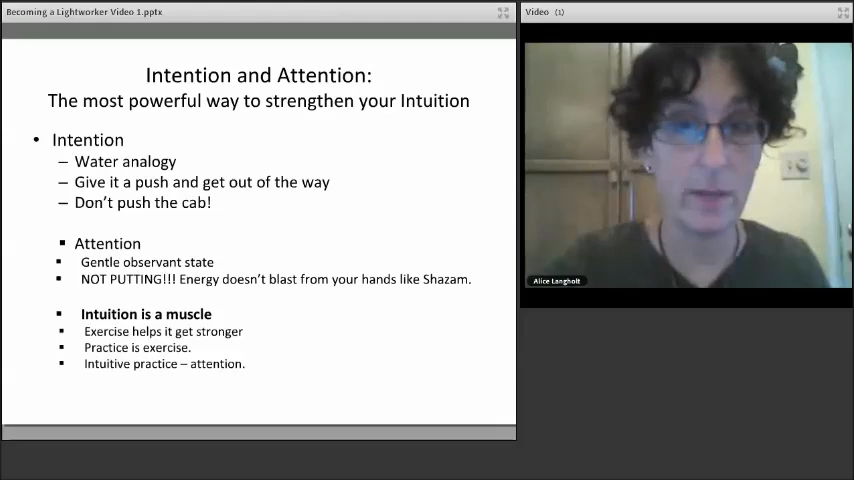 Becoming a Lightworker Video 1.pptx
Video (1)
Intention and Attention:
The most powerful way to strengthen your Intuition
• Intention
– Water analogy
– Give it a push and get out of the way
– Don't push the cab!
▪ Attention
▪ Gentle observant state
▪ NOT PUTTING!!! Energy doesn't blast from your hands like Shazam.
▪ Intuition is a muscle
▪ Exercise helps it get stronger
▪ Practice is exercise.
▪ Intuitive practice – attention.
Alice Langholt